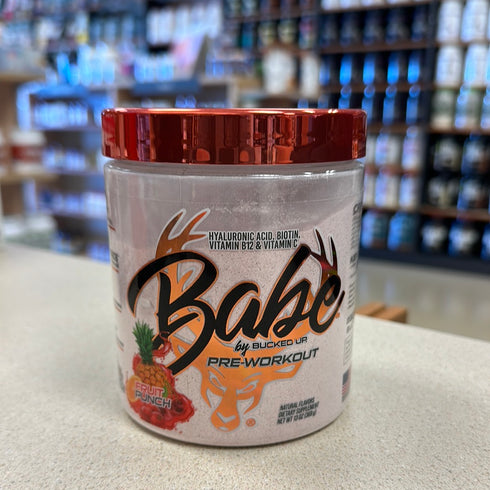 HYALURONIC ACID, BIOTIN,
VITAMIN B12 & VITAMIN C
Babe
by BUCKED UP
PRE-WORKOUT
FRUIT
PUNCH
NATURAL FLAVORS
DIETARY SUPPLEMENT